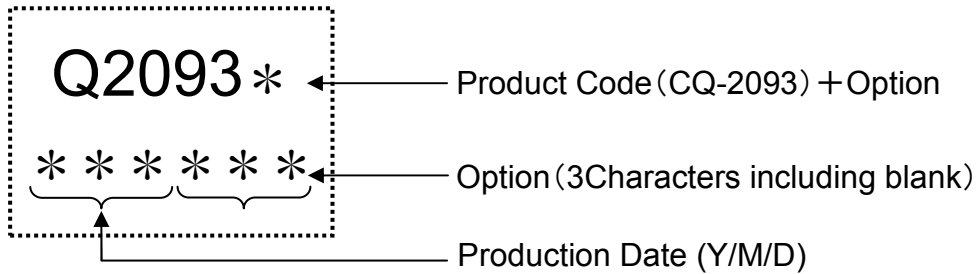 Q2093＊
Product Code（CQ-2093）＋Option
＊＊＊＊＊＊
Option（3Characters including blank）
Production Date (Y/M/D)